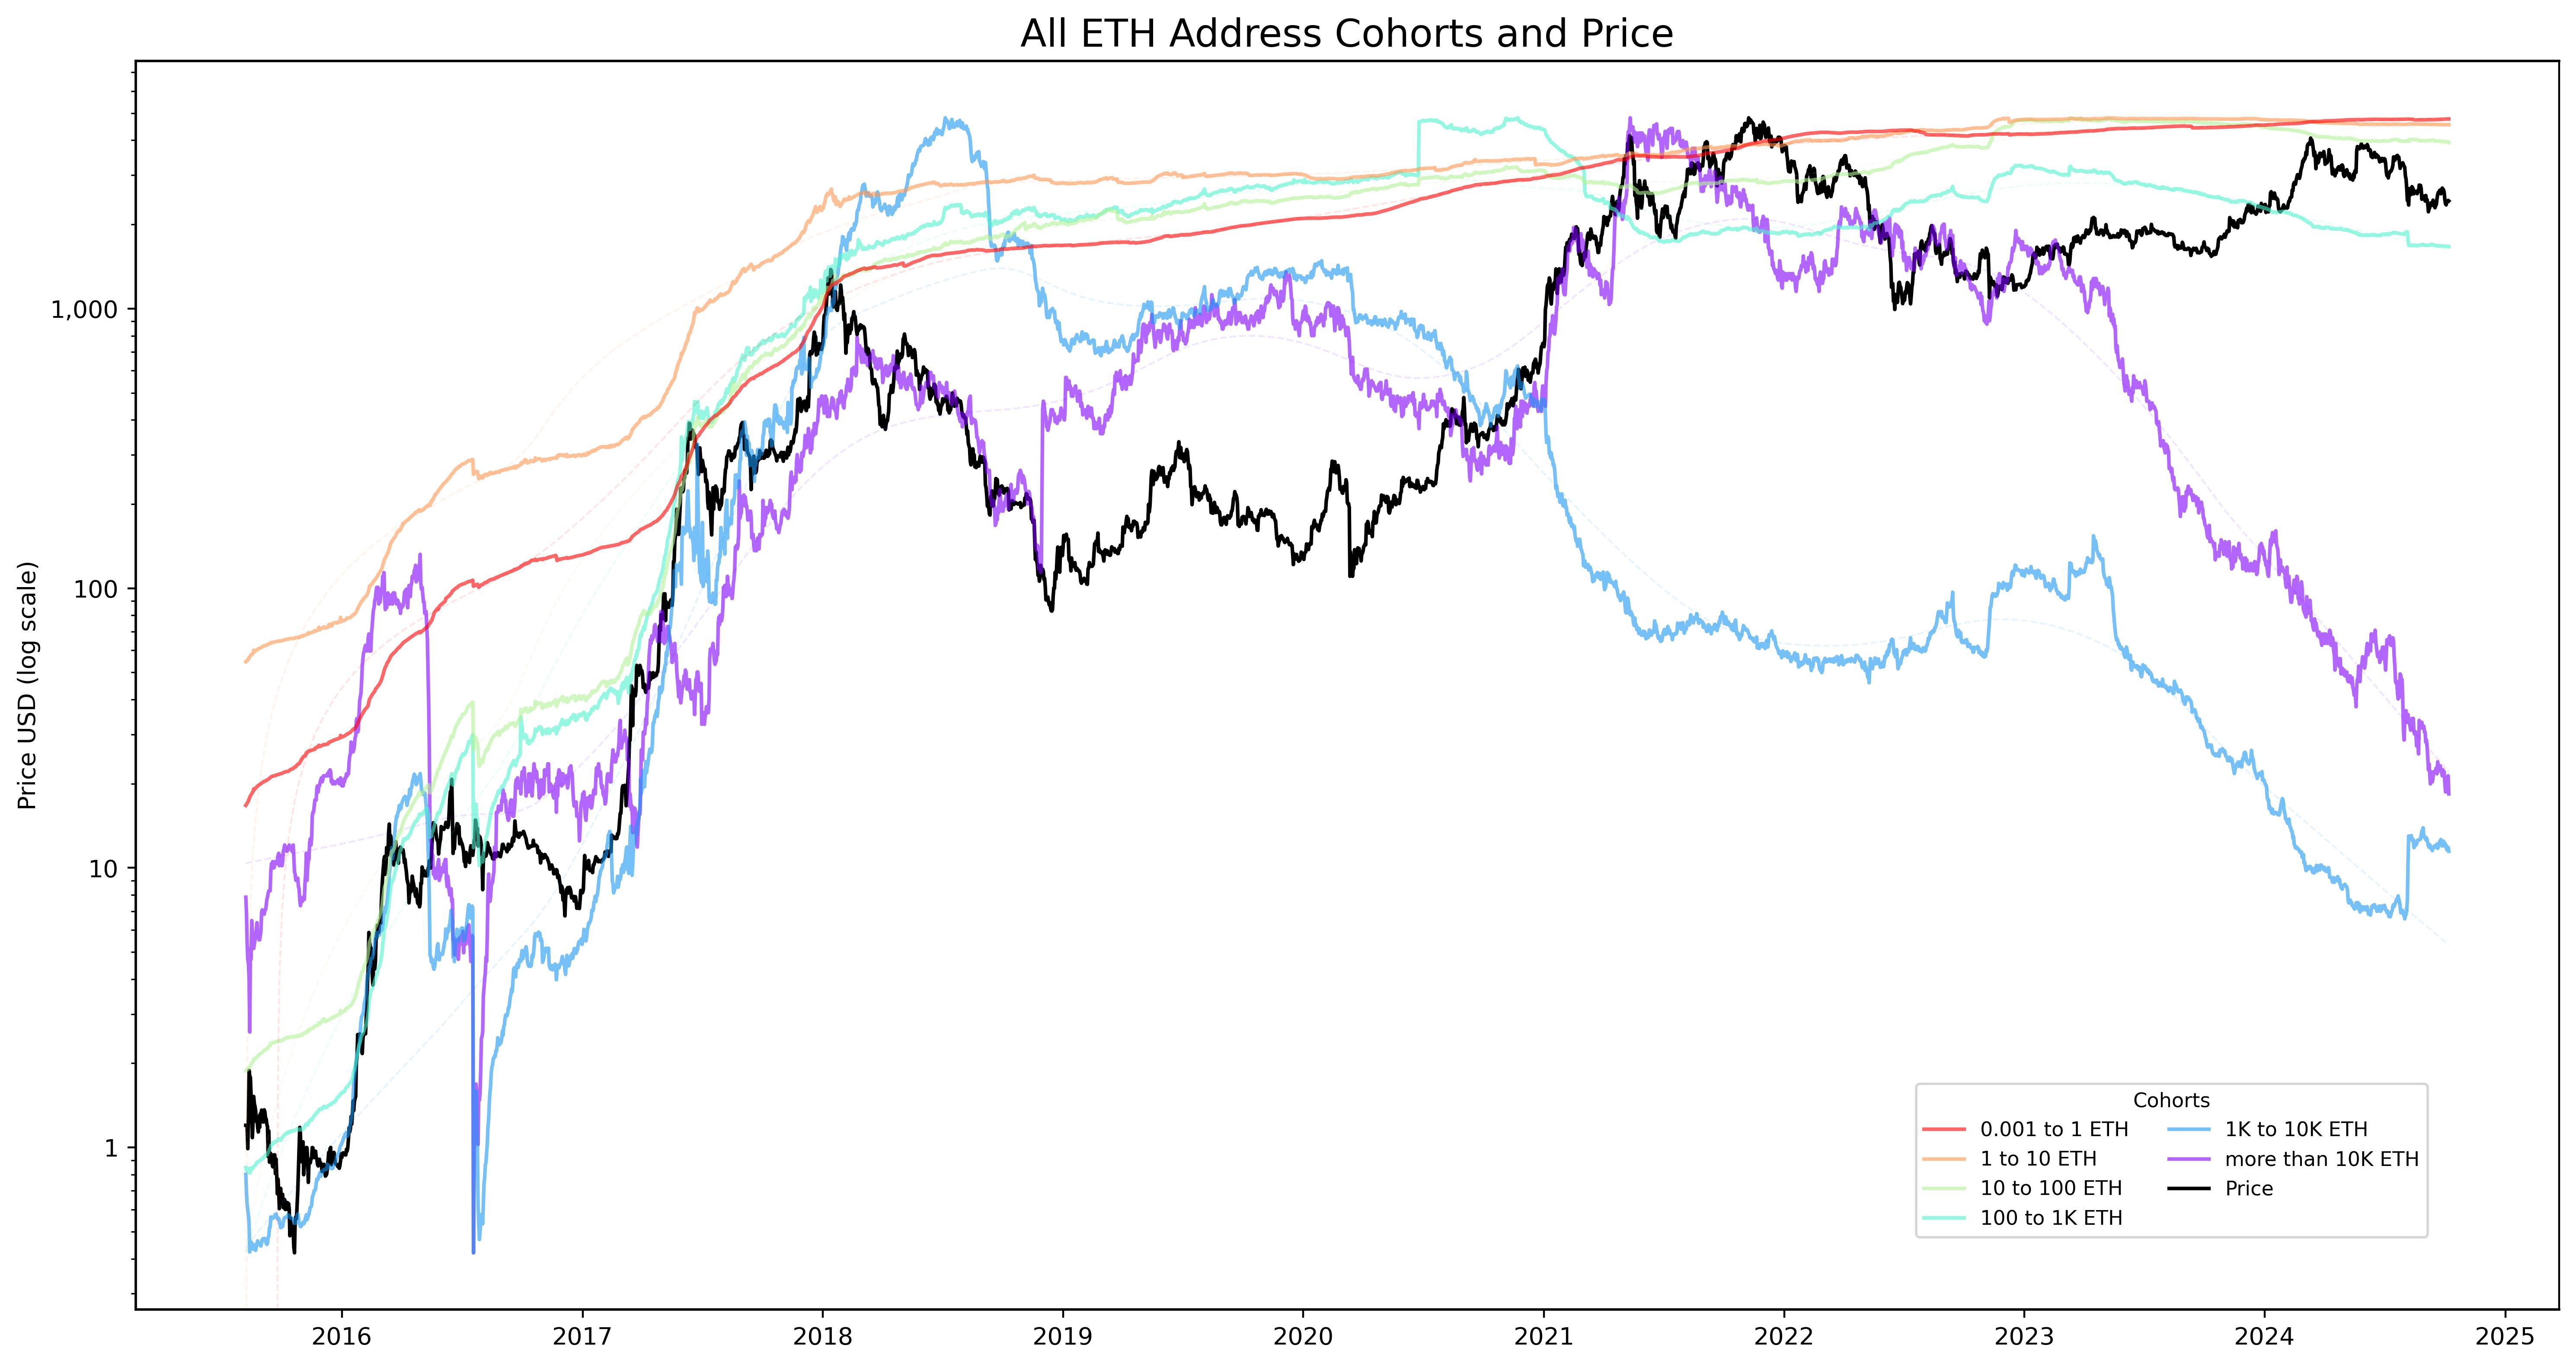 All ETH Address Cohorts and Price
Price USD (log scale)
1,000
100
10
1
2016 2017 2018 2019 2020 2021 2022 2023 2024 2025
Cohorts
0.001 to 1 ETH
1 to 10 ETH
10 to 100 ETH
100 to 1K ETH
1K to 10K ETH
more than 10K ETH
Price